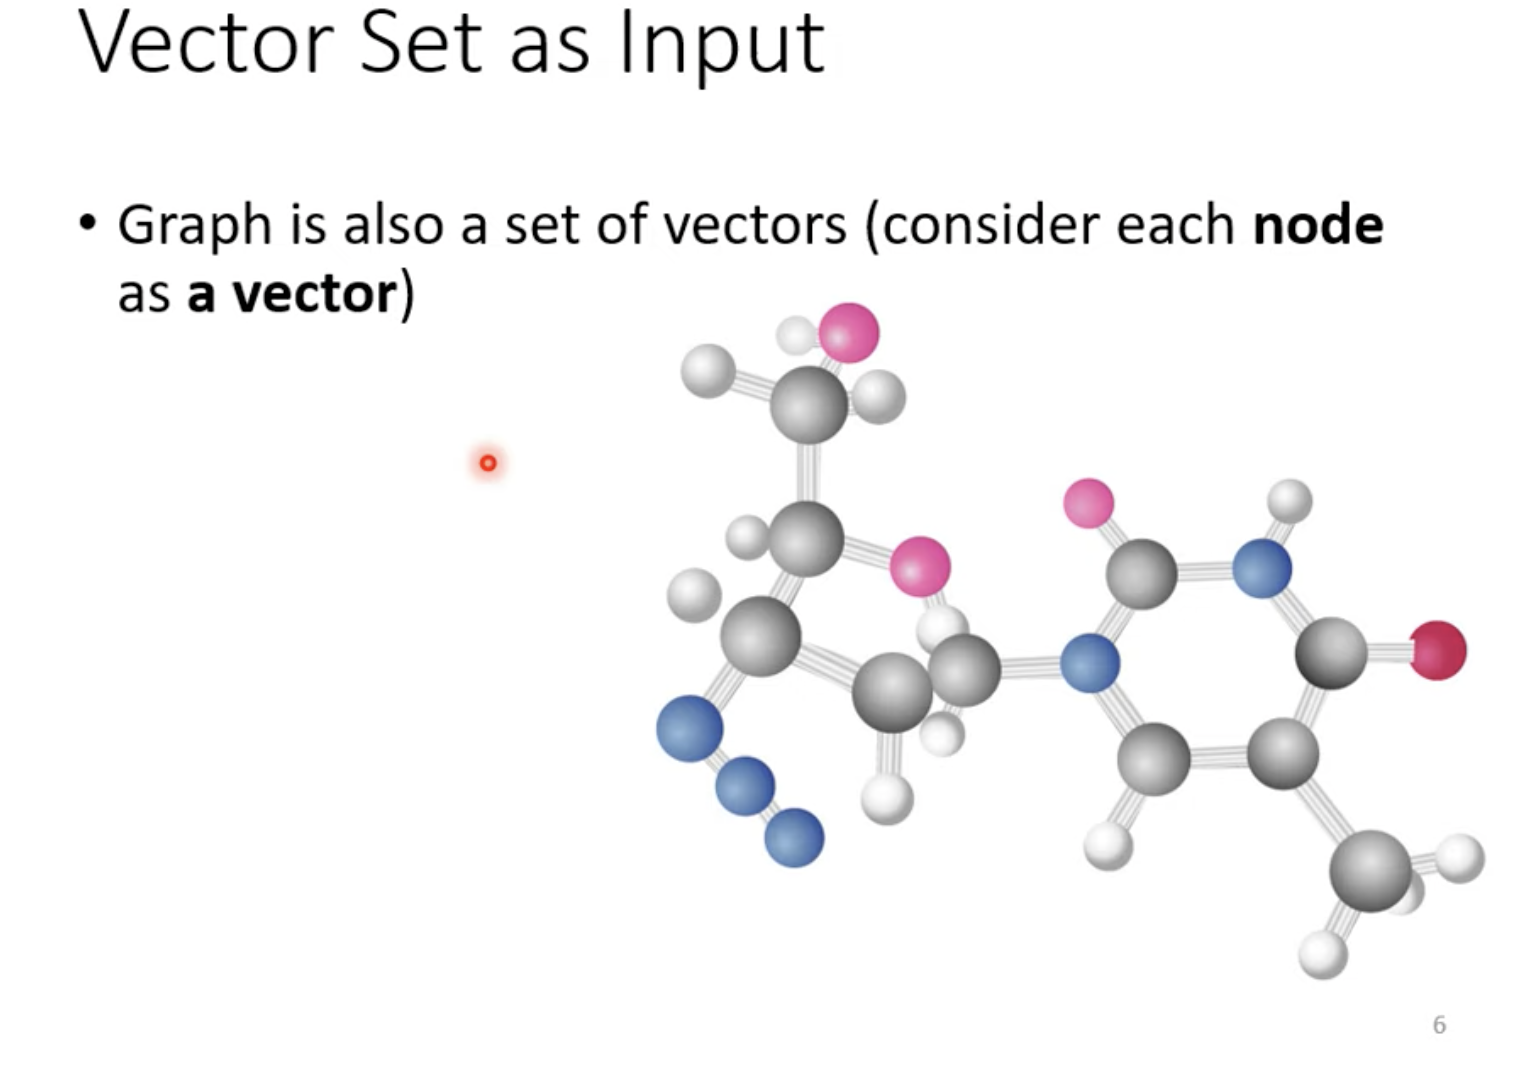 Vector Set as Input
• Graph is also a set of vectors (consider each node
as a vector)
6